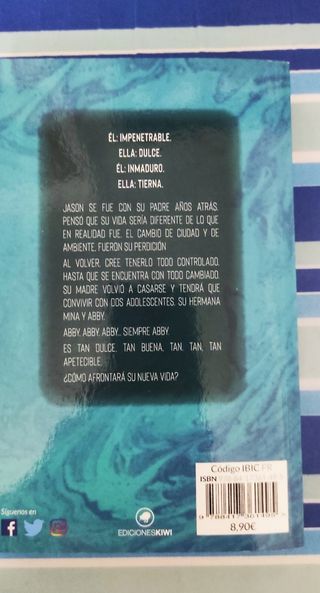 ÉL: IMPENETRABLE.
ELLA: DULCE.
ÉL: INMADURO.
ELLA: TIERNA.
JASON SE FUE CON SU PADRE AÑOS ATRÁS.
PENSÓ QUE SU VIDA SERÍA DIFERENTE DE LO QUE
EN REALIDAD FUE. EL CAMBIO DE CIUDAD Y DE
AMBIENTE, FUERON SU PERDICIÓN
AL VOLVER, CREE TENERLO TODO CONTROLADO,
HASTA QUE SE ENCUENTRA CON TODO CAMBIADO.
SU MADRE VOLVIÓ A CASARSE Y TENDRÁ QUE
CONVIVIR CON DOS ADOLESCENTES. SU HERMANA
MINA Y ABBY.
ABBY, ABBY, ABBY... SIEMPRE ABBY.
ES TAN DULCE, TAN BUENA, TAN, TAN, TAN
APETECIBLE.
¿CÓMO AFRONTARÁ SU NUEVA VIDA?
Código IBIC FR
ISBN
8,90€
Síguenos en
EDICIONESKIWI